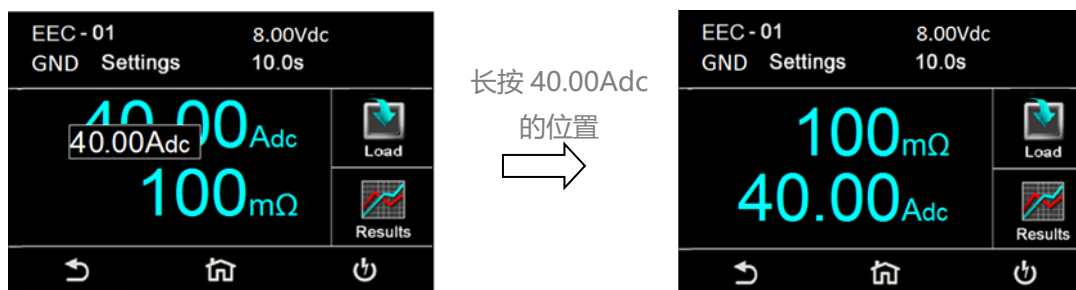 EEC - 01 8.00Vdc
GND Settings 10.0s
40.00Adc
40.00Adc
100mΩ
Load
Results
长按 40.00Adc
的位置
EEC - 01 8.00Vdc
GND Settings 10.0s
100mΩ
40.00Adc
Load
Results